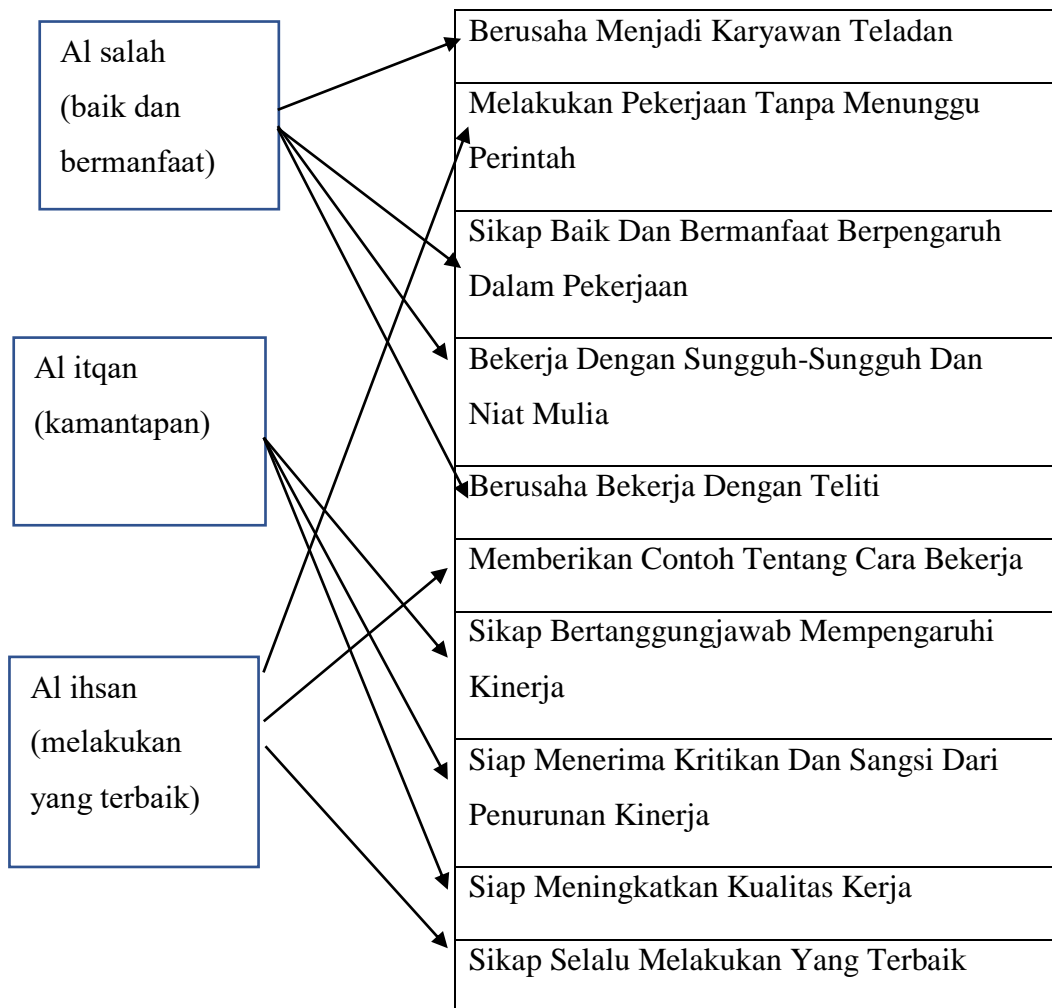 Al salah
(baik dan
bermanfaat)
Al itqan
(kamantapan)
Al ihsan
(melakukan
yang terbaik)
Berusaha Menjadi Karyawan Teladan
Melakukan Pekerjaan Tanpa Menunggu
Perintah
Sikap Baik Dan Bermanfaat Berpengaruh
Dalam Pekerjaan
Bekerja Dengan Sungguh-Sungguh Dan
Niat Mulia
Berusaha Bekerja Dengan Teliti
Memberikan Contoh Tentang Cara Bekerja
Sikap Bertanggungjawab Mempengaruhi
Kinerja
Siap Menerima Kritikan Dan Sangsi Dari
Penurunan Kinerja
Siap Meningkatkan Kualitas Kerja
Sikap Selalu Melakukan Yang Terbaik